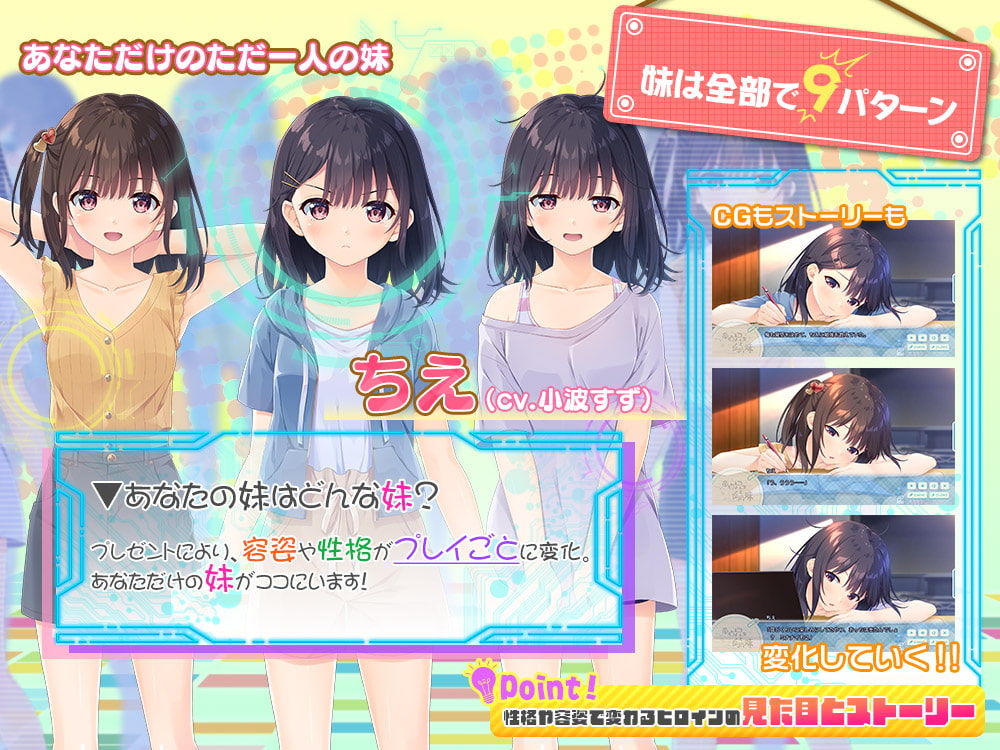 あなただけのただ一人の妹
妹は全部で9パターン
CGもストーリーも
ちえ
(cv.小波すず)
▼あなたの妹はどんな妹?
プレゼントにより、容姿や性格がプレイごとに変化。
あなただけの妹がココにいます!
変化していく!!
Point!
性格や容姿で変わるヒロインの見た目とストーリー